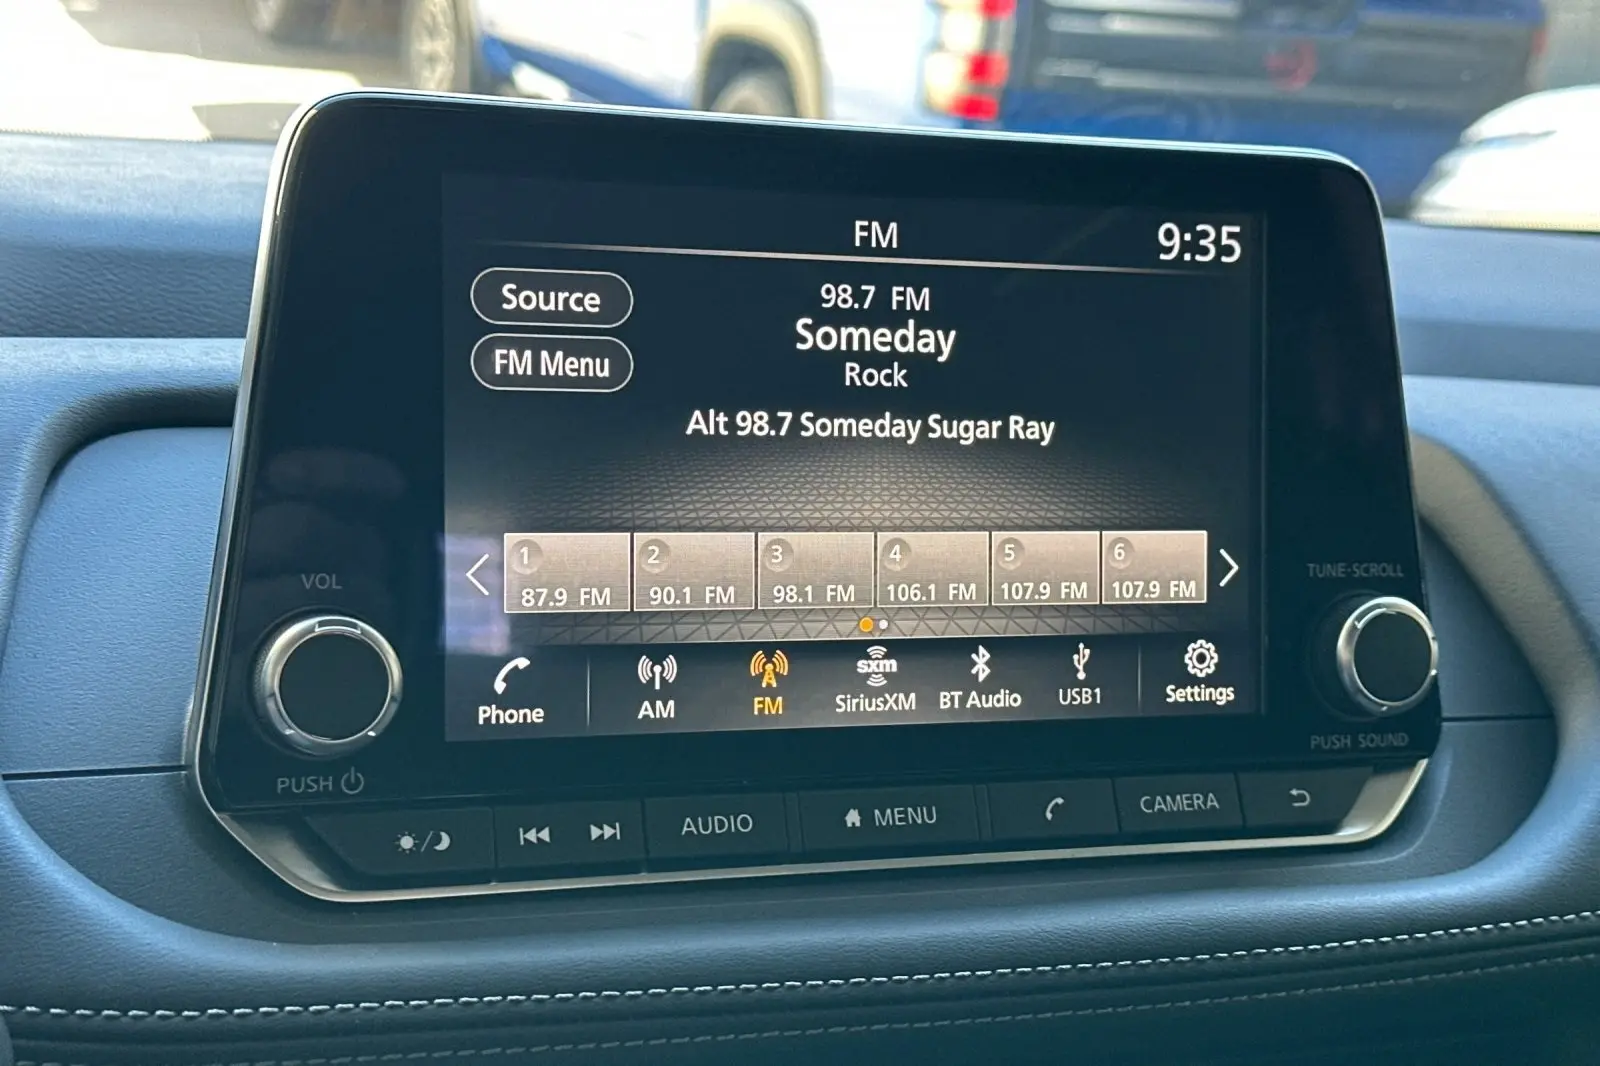 FM
9:35
Source
98.7 FM
Someday
FM Menu
Rock
Alt 98.7 Someday Sugar Ray
1
2
3
4
5
6
87.9 FM
90.1 FM
98.1 FM
106.1 FM
107.9 FM
107.9 FM
VOL
TUNE·SCROLL
sxm
Phone
AM
FM
SiriusXM
BT Audio
USB1
Settings
PUSH
PUSH SOUND
AUDIO
MENU
CAMERA